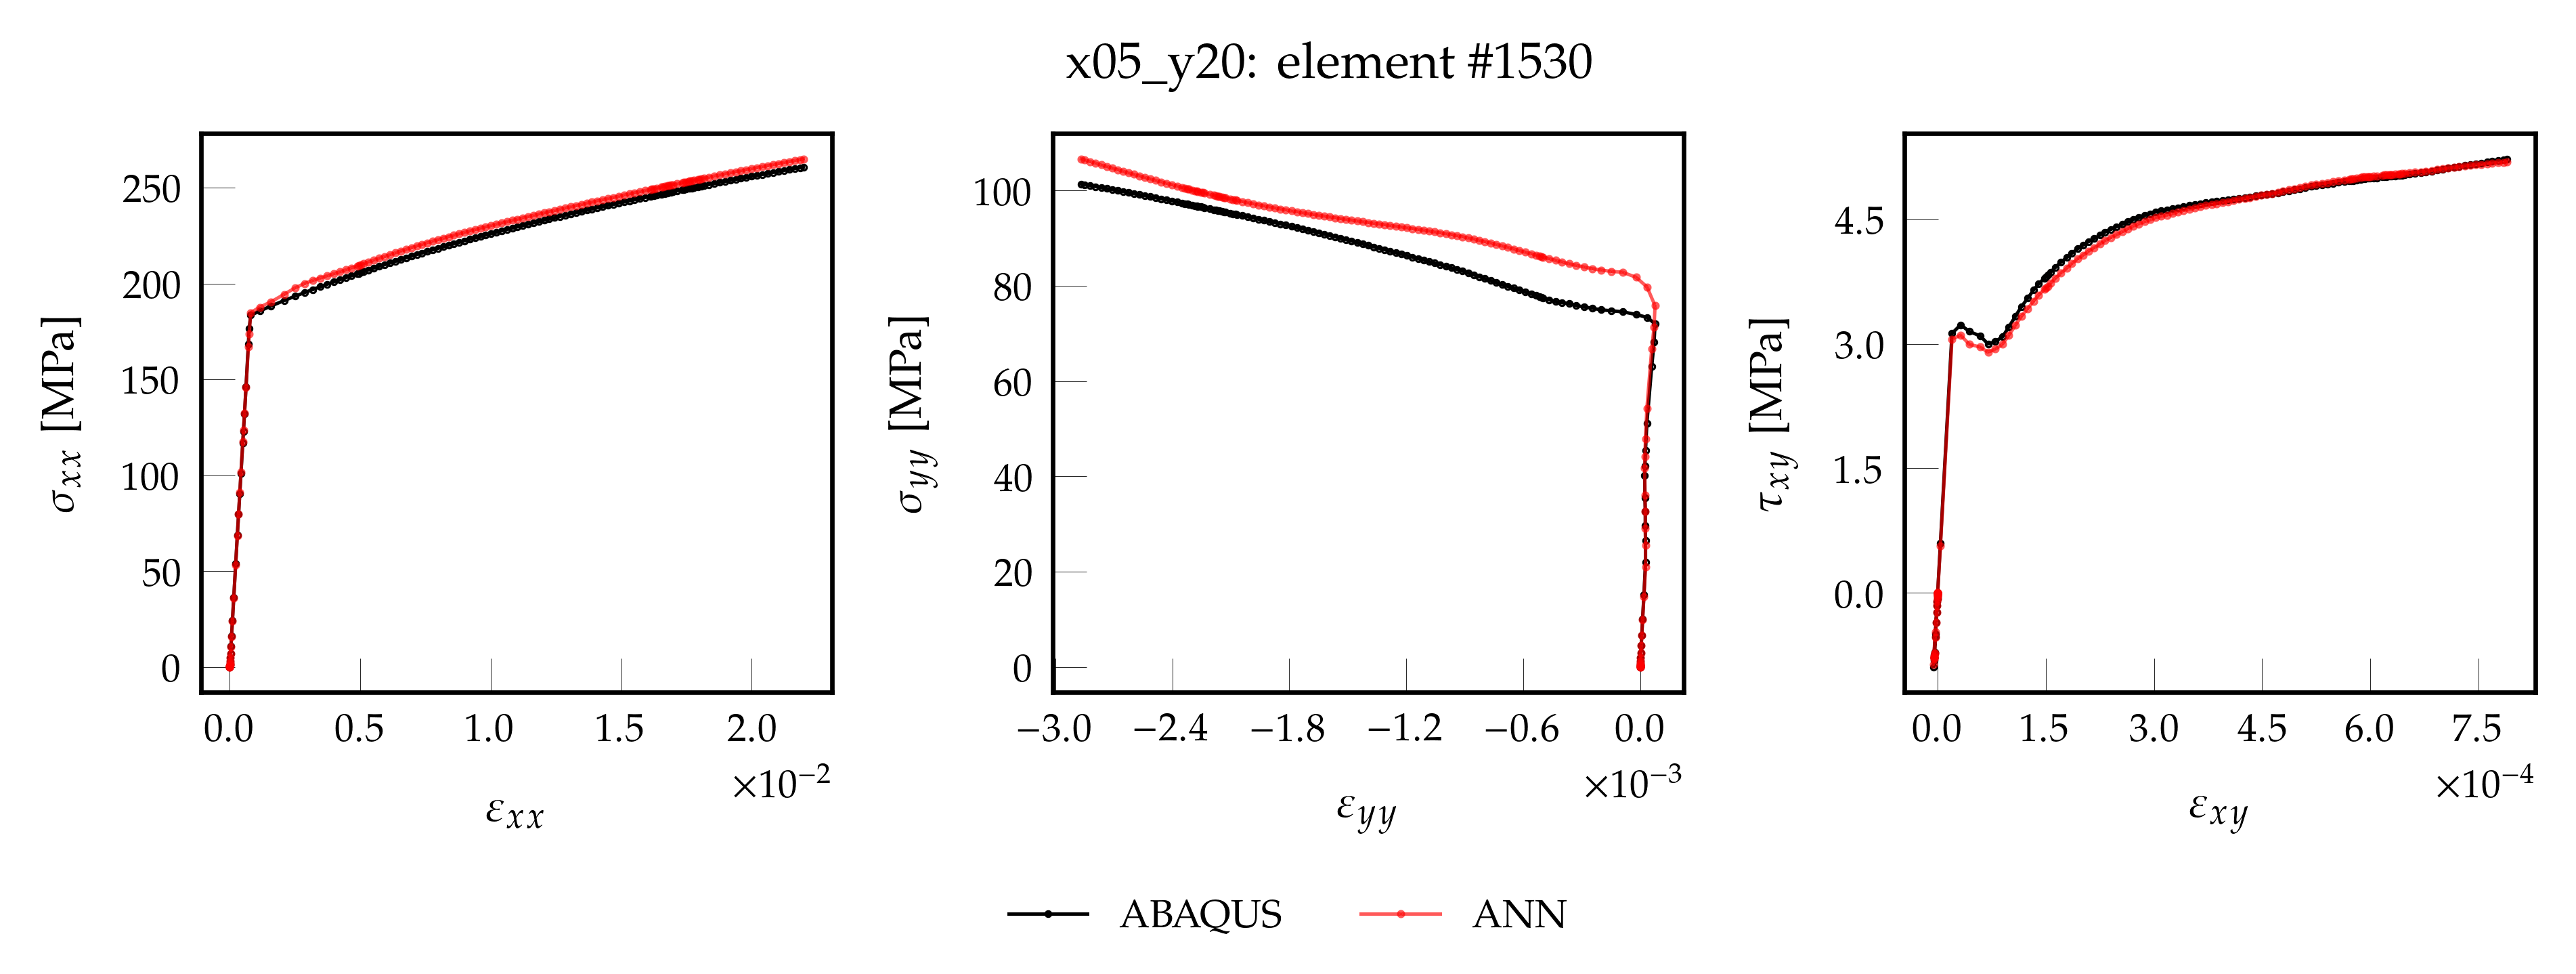 x05_y20: element #1530
σxx [MPa]
250
200
150
100
50
0
0.0 0.5 1.0 1.5 2.0
×10−2
εxx
σyy [MPa]
100
80
60
40
20
0
−3.0 −2.4 −1.8 −1.2 −0.6 0.0
×10−3
εyy
τxy [MPa]
4.5
3.0
1.5
0.0
0.0 1.5 3.0 4.5 6.0 7.5
×10−4
εxy
ABAQUS ANN